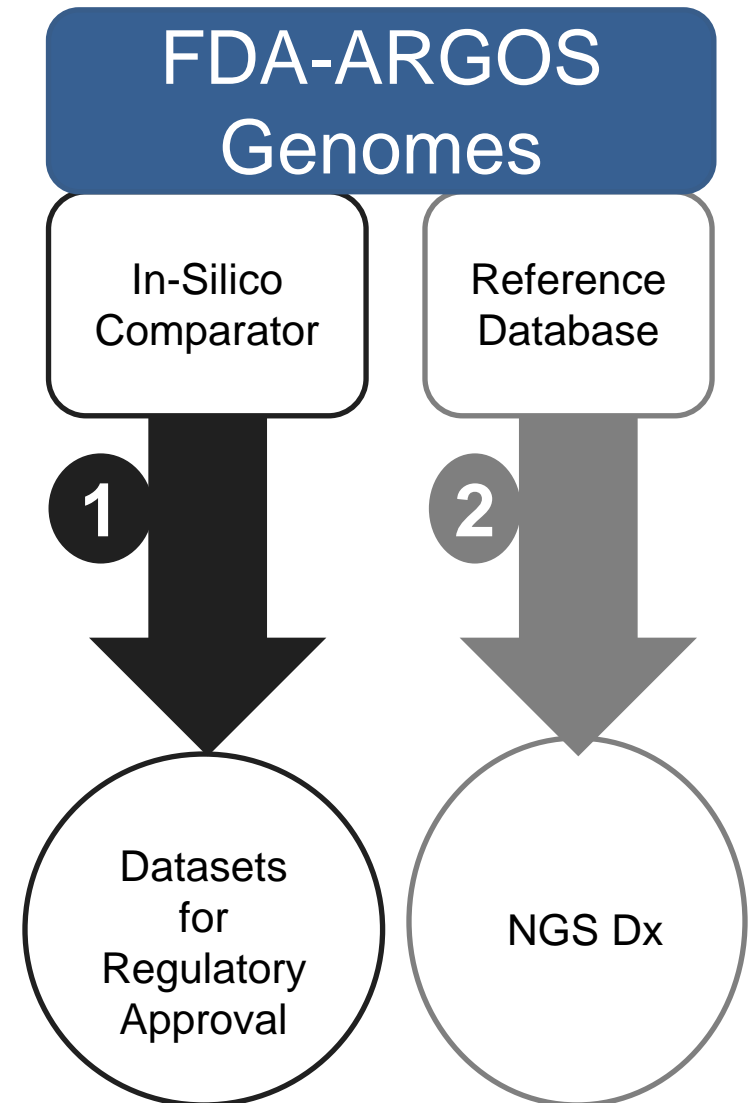 FDA-ARGOS
Genomes
In-Silico
Comparator
Reference
Database
1
2
Datasets
for
Regulatory
Approval
NGS Dx